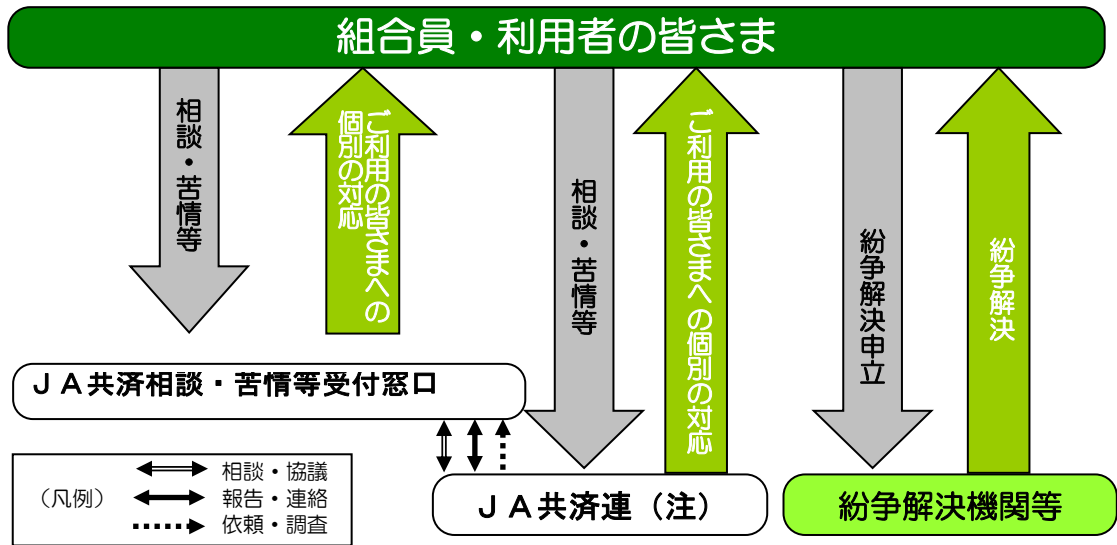 組合員・利用者の皆さま
相談・苦情等
ご利用の皆さまへの
個別の対応
相談・苦情等
ご利用の皆さまへの個別の対応
紛争解決申立
紛争解決
ＪＡ共済相談・苦情等受付窓口
（凡例）
相談・協議
報告・連絡
依頼・調査
ＪＡ共済連（注）
紛争解決機関等